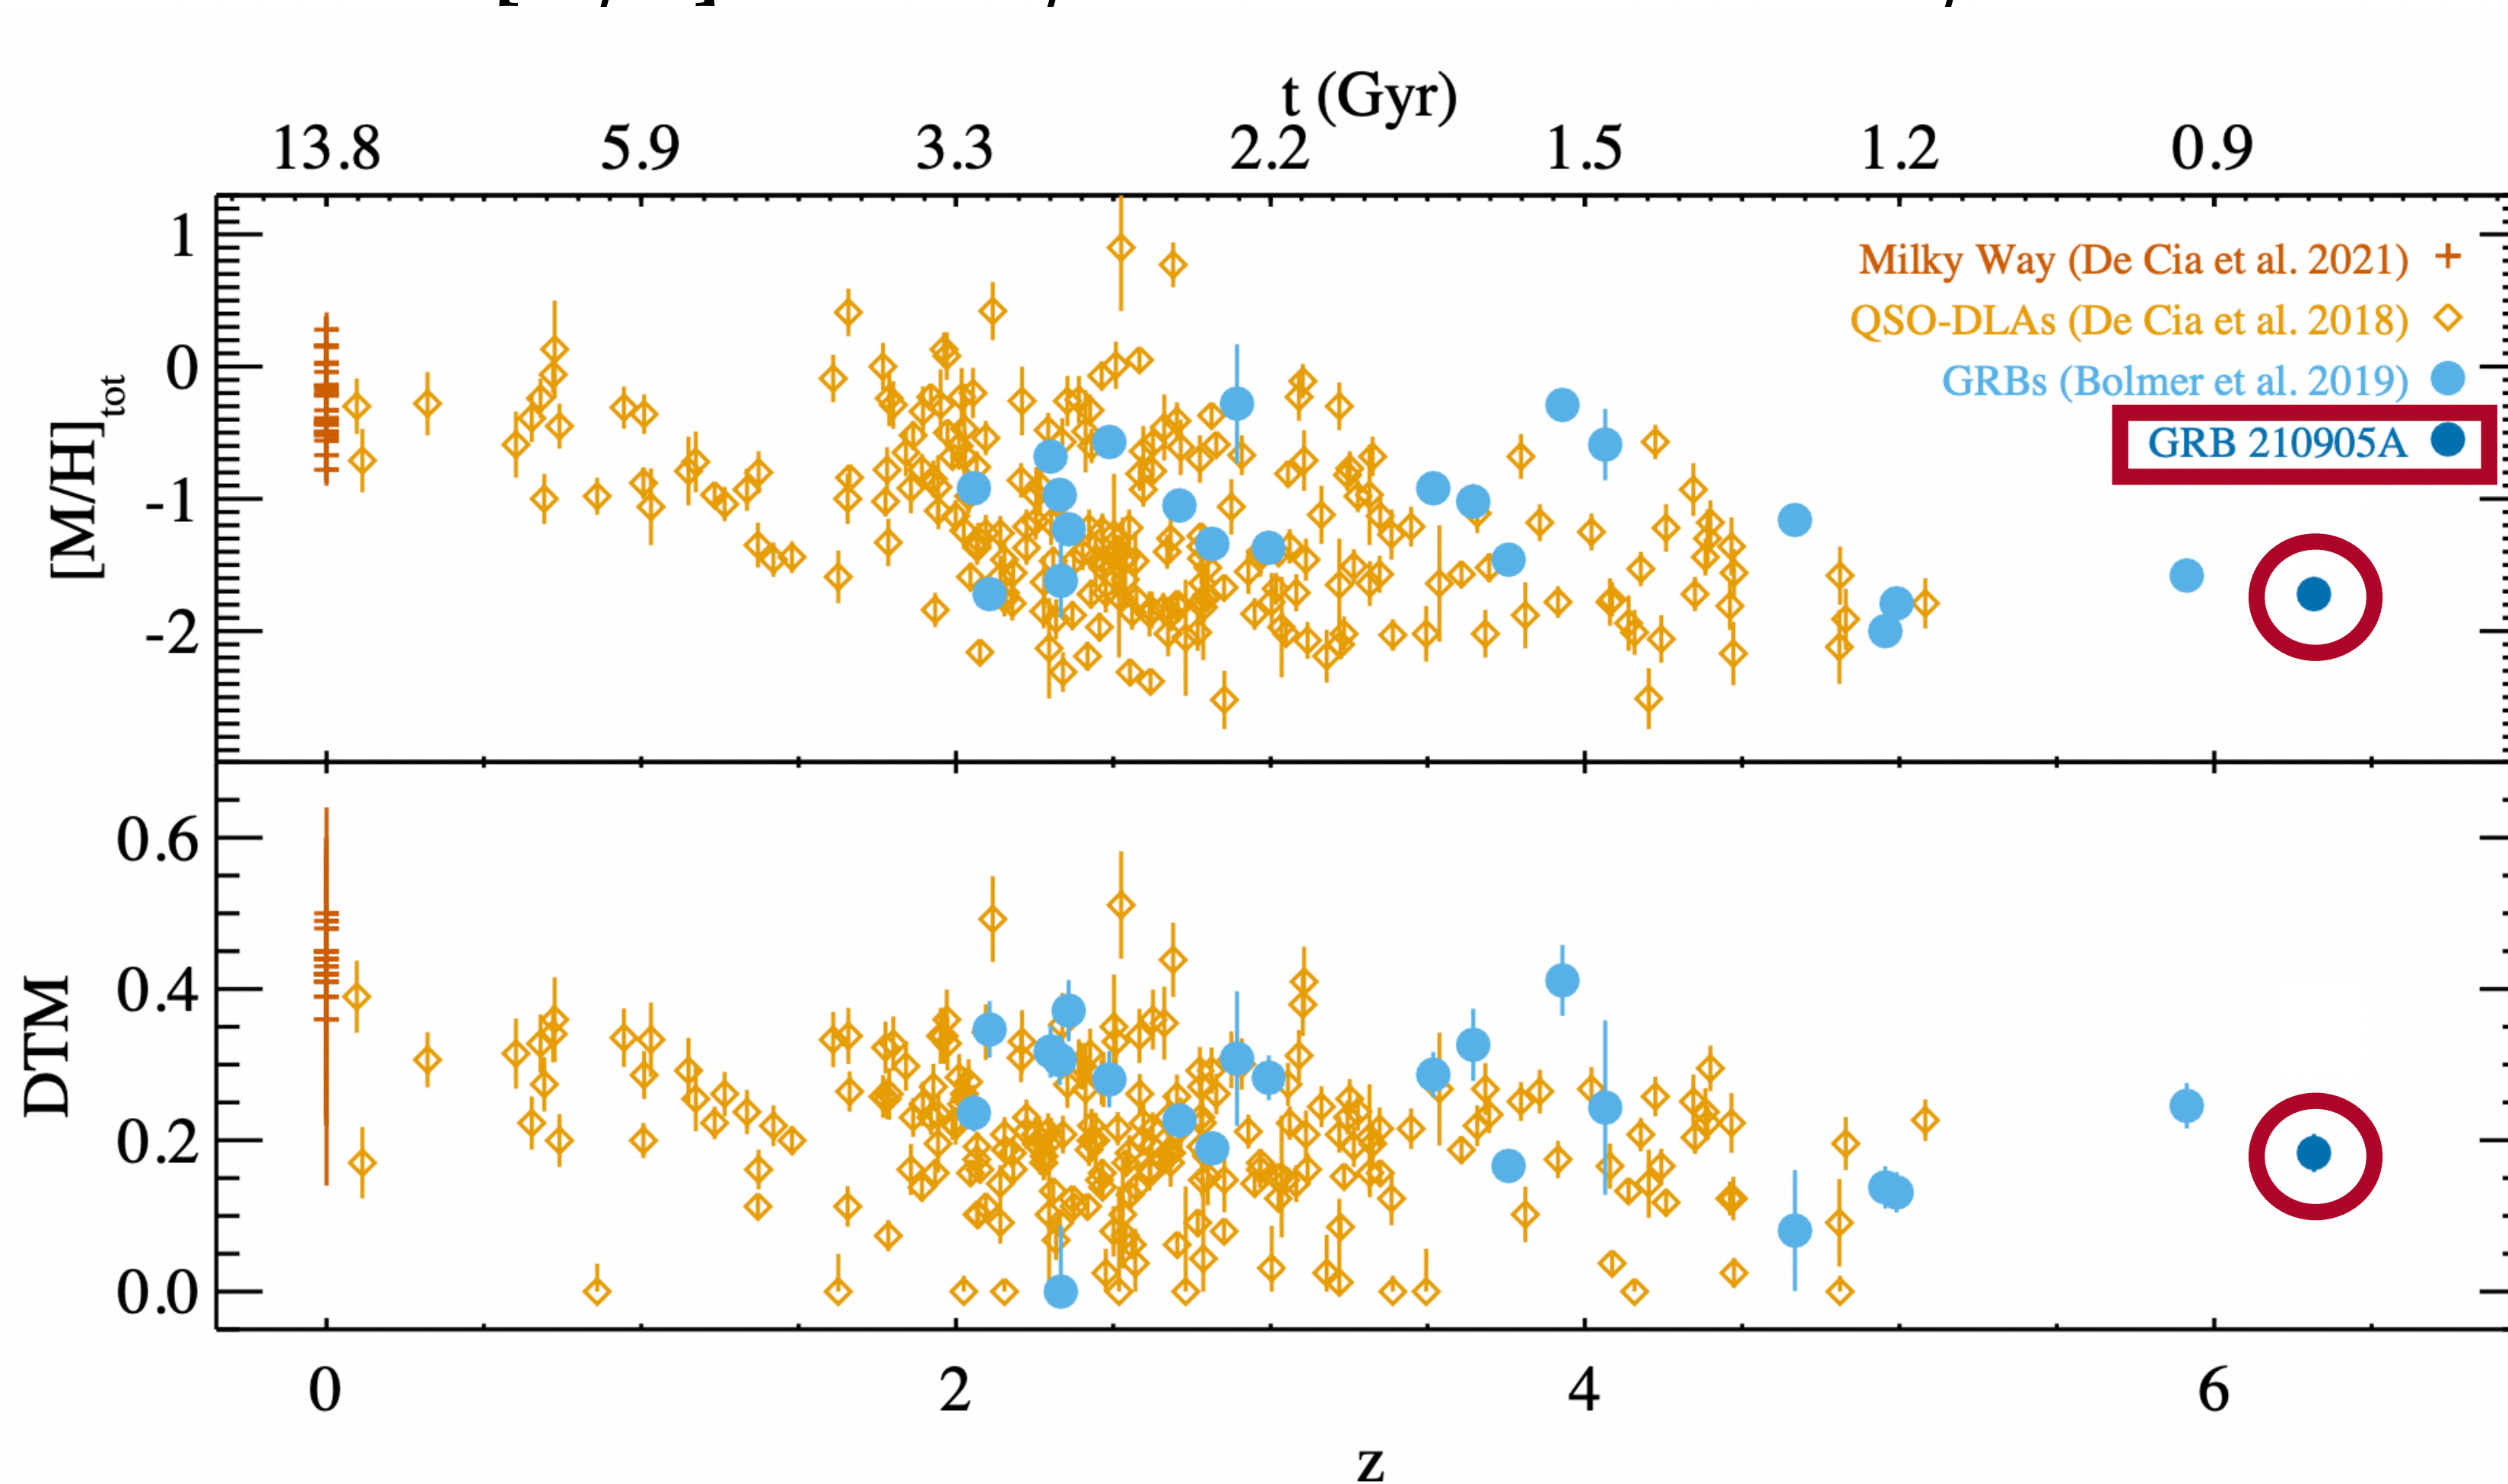 t (Gyr)
13.8 5.9 3.3 2.2 1.5 1.2 0.9
1
0
-1
-2
[M/H]tot
Milky Way (De Cia et al. 2021)
QSO-DLAs (De Cia et al. 2018)
GRBs (Bolmer et al. 2019)
GRB 210905A
0.6
0.4
0.2
0.0
DTM
0 2 4 6
z